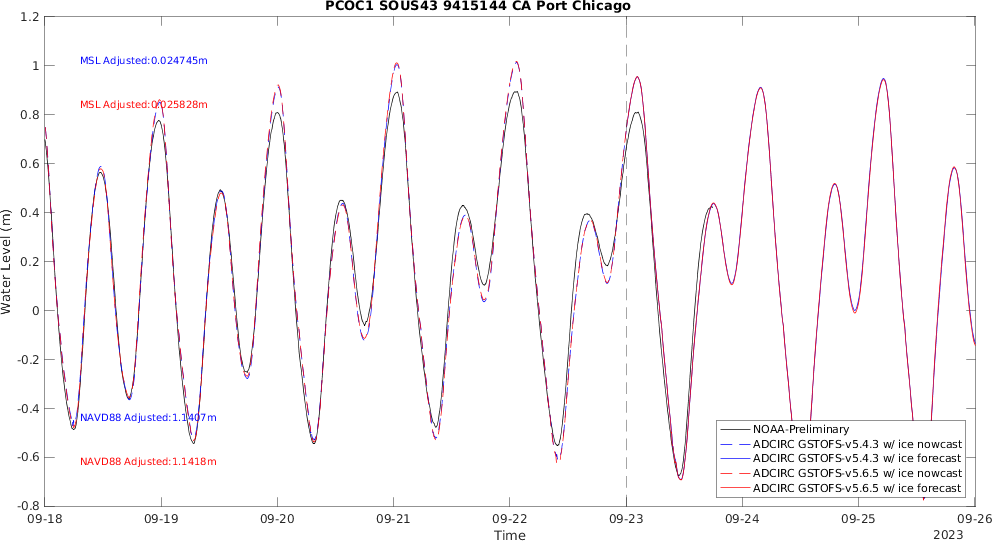 PCOC1 SOUS43 9415144 CA Port Chicago
1.2
1
0.8
0.6
0.4
0.2
0
-0.2
-0.4
-0.6
-0.8
Water Level (m)
MSL Adjusted:0.024745m
MSL Adjusted:0.025828m
NAVD88 Adjusted:1.1407m
NAVD88 Adjusted:1.1418m
NOAA-Preliminary
ADCIRC GSTOFS-v5.4.3 w/ ice nowcast
ADCIRC GSTOFS-v5.4.3 w/ ice forecast
ADCIRC GSTOFS-v5.6.5 w/ ice nowcast
ADCIRC GSTOFS-v5.6.5 w/ ice forecast
09-18 09-19 09-20 09-21 09-22 09-23 09-24 09-25 09-26
Time
2023